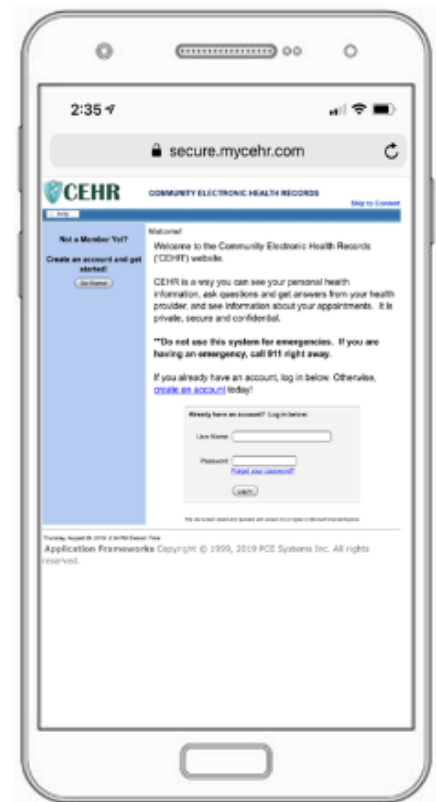 2:35
secure.mycehr.com
CEHR
COMMUNITY ELECTRONIC HEALTH RECORDS
Skip to Content
Help
Not a Member Yet?
Create an account and get
started!
Get Started
Welcome!
Welcome to the Community Electronic Health Records
('CEHR') website.
CEHR is a way you can see your personal health
information, ask questions and get answers from your health
provider, and see information about your appointments. It is
private, secure and confidential.
**Do not use this system for emergencies. If you are
having an emergency, call 911 right away.
If you already have an account, log in below. Otherwise,
create an account today!
Already have an account? Log in below:
User Name:
Password:
Forgot your password?
Log In
Application Frameworks Copyright © 1999, 2019 PCE Systems Inc. All rights
reserved.